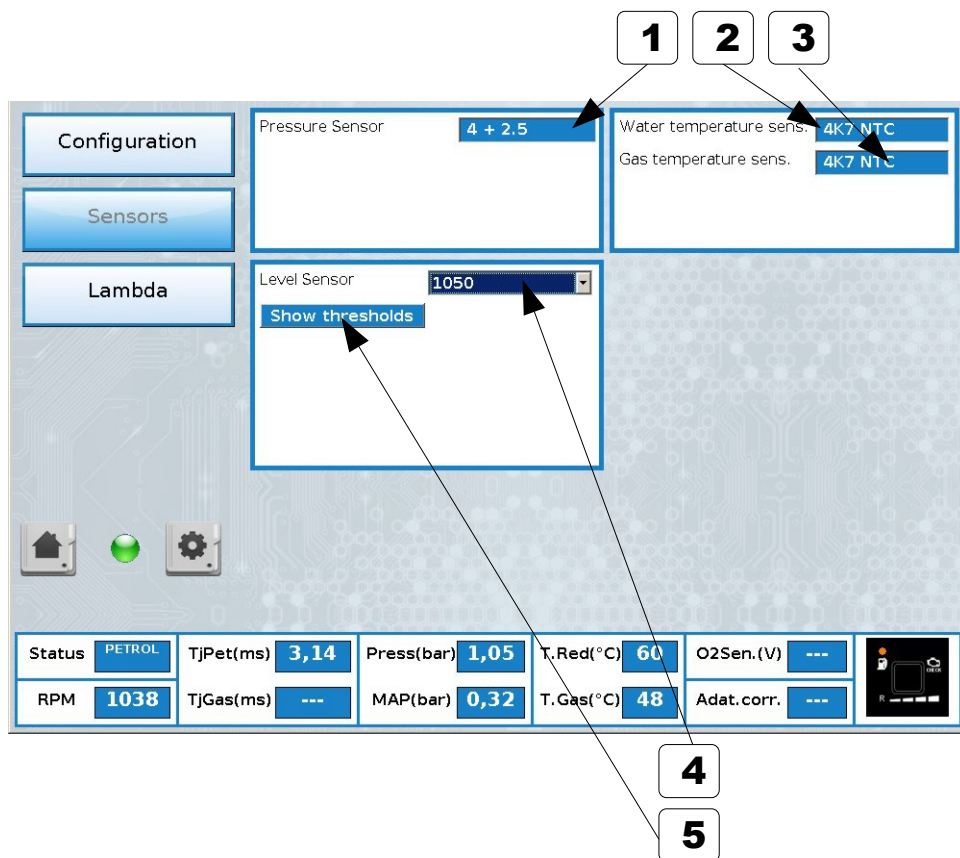 1 2 3
Configuration
Sensors
Lambda
Pressure Sensor 4 + 2.5
Water temperature sens. 4K7 NTC
Gas temperature sens. 4K7 NTC
Level Sensor 1050
Show thresholds
Status PETROL TjPet(ms) 3,14 Press(bar) 1,05 T.Red(°C) 60 O2Sen.(V) ---
RPM 1038 TjGas(ms) --- MAP(bar) 0,32 T.Gas(°C) 48 Adat.corr. ---
CHECK
R
4
5